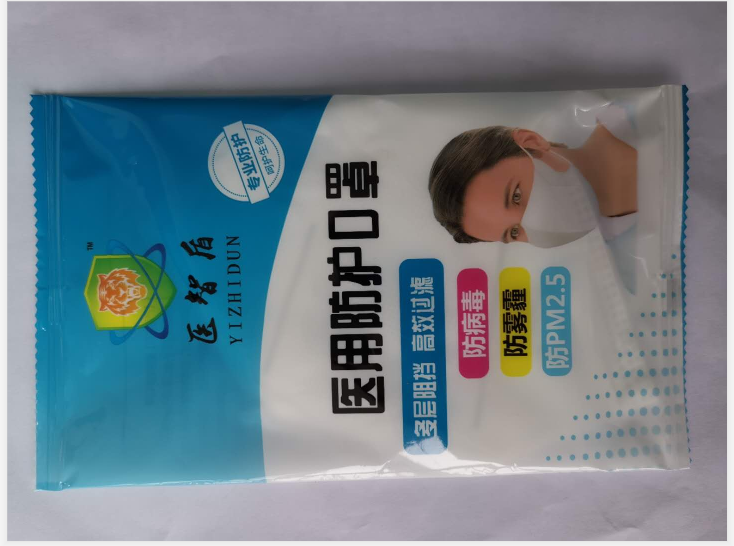 专业防护
呵护生命
TM
医智盾
YIZHIDUN
医用防护口罩
多层阻挡 高效过滤
防病毒
防雾霾
防PM2.5